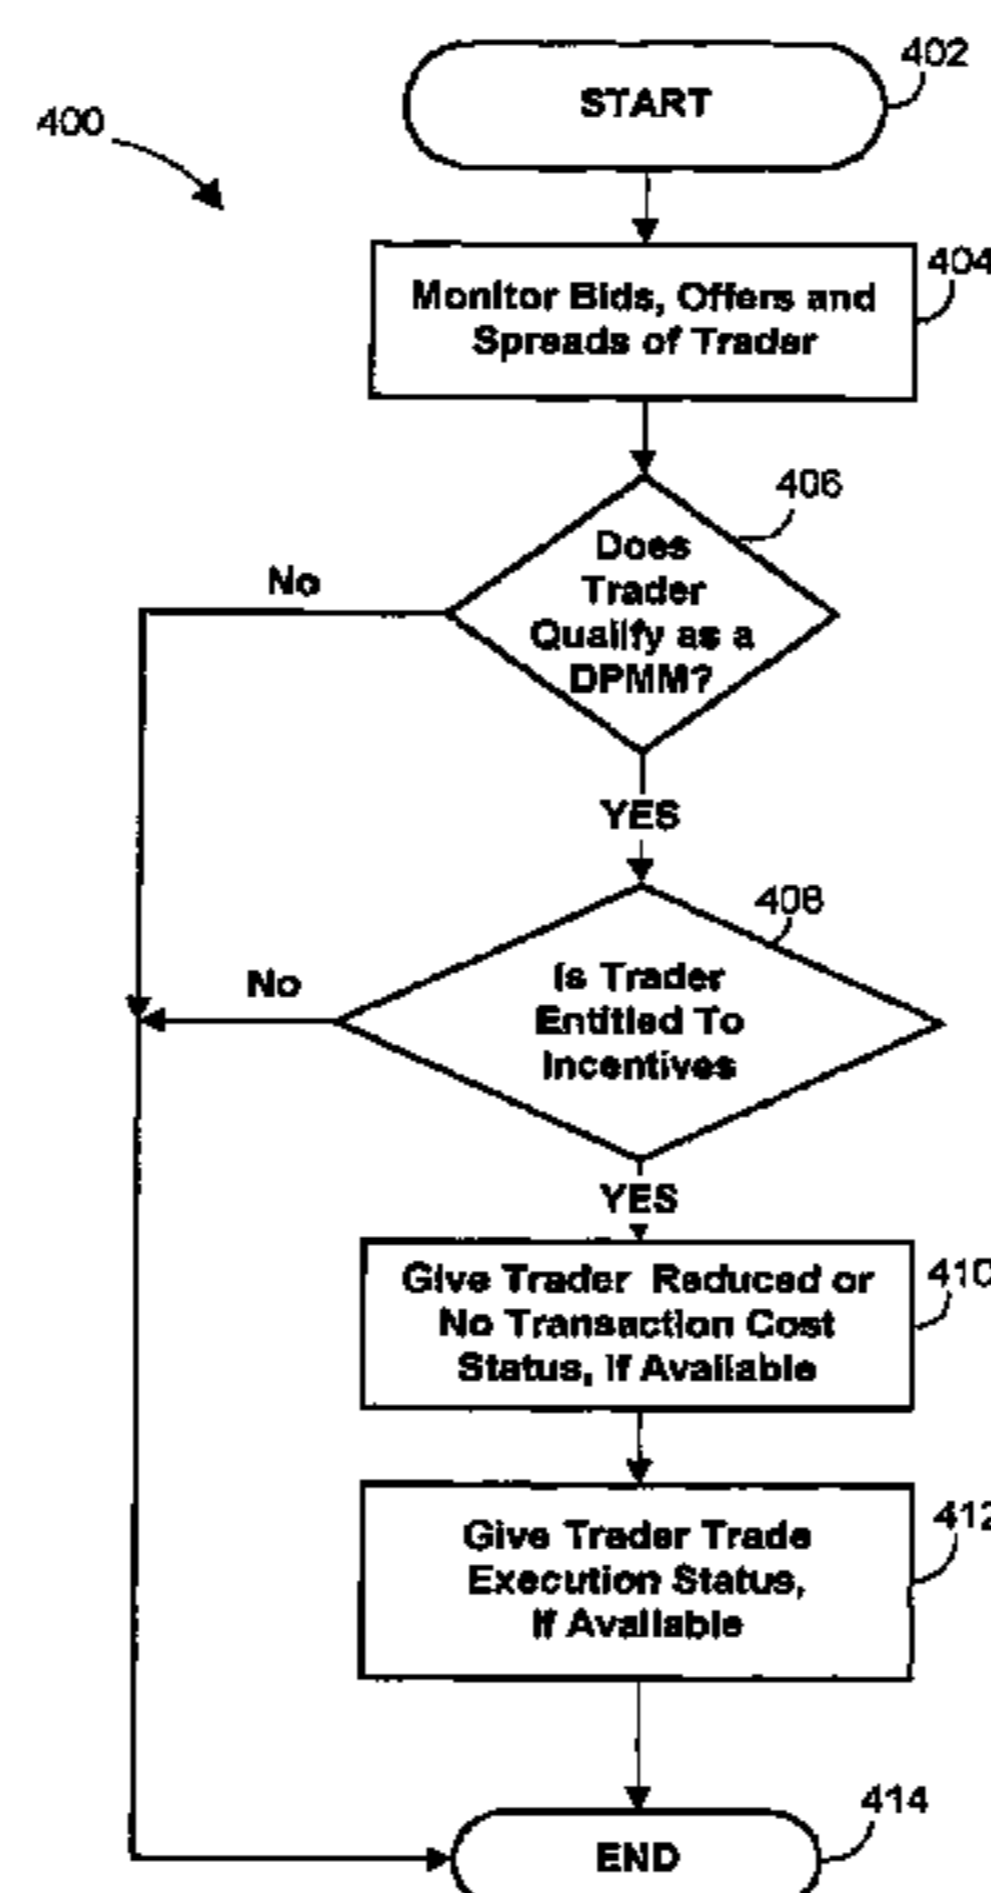 402
START
400
404
Monitor Bids, Offers and
Spreads of Trader
406
Does
Trader
Qualify as a
DPMM?
No
YES
408
Is Trader
Entitled To
Incentives
No
YES
410
Give Trader Reduced or
No Transaction Cost
Status, If Available
412
Give Trader Trade
Execution Status,
If Available
414
END